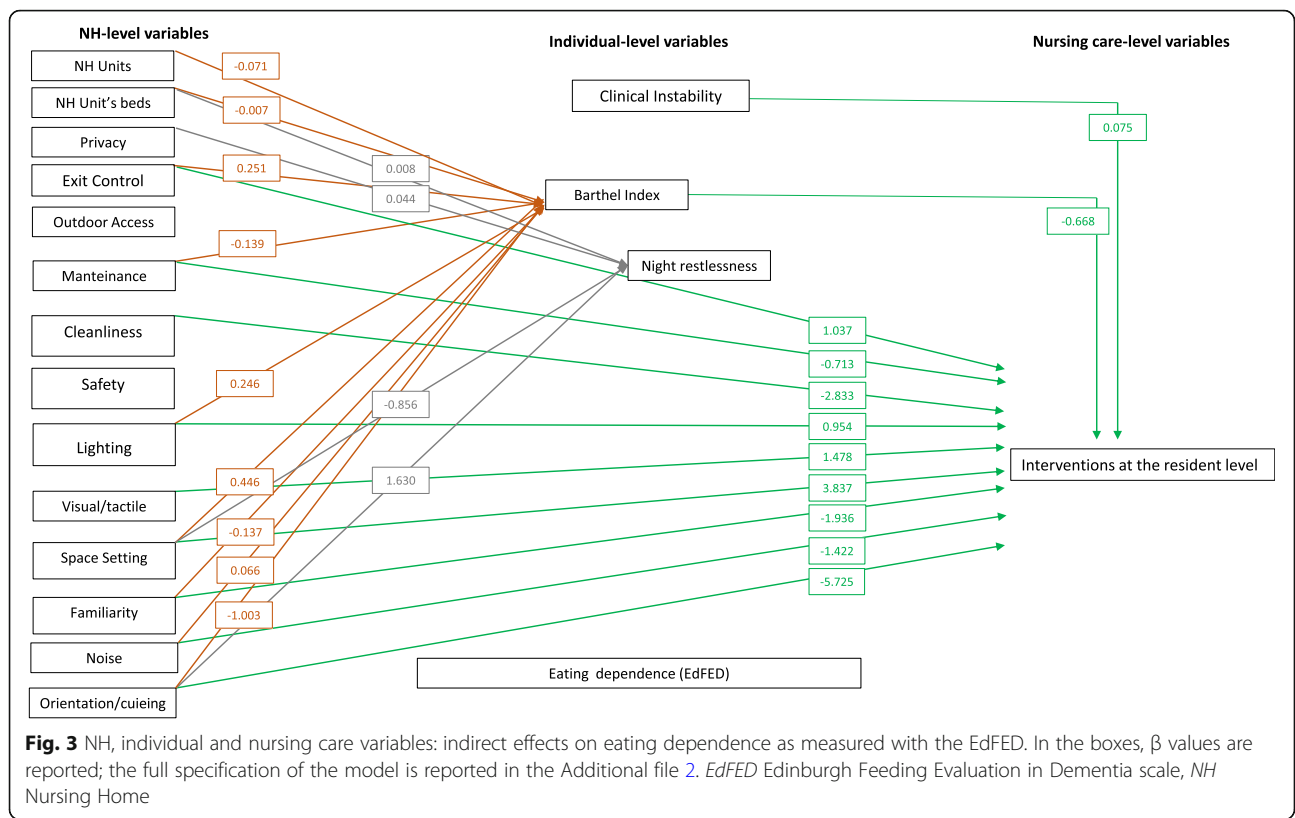 NH-level variables
Individual-level variables
Nursing care-level variables
NH Units
NH Unit's beds
Privacy
Exit Control
Outdoor Access
Manteinance
Cleanliness
Safety
Lighting
Visual/tactile
Space Setting
Familiarity
Noise
Orientation/cuieing
-0.071
-0.007
0.251
-0.139
0.246
0.446
-0.137
0.066
-1.003
0.008
0.044
-0.856
1.630
Clinical Instability
Barthel Index
Night restlessness
Eating dependence (EdFED)
1.037
-0.713
-2.833
0.954
1.478
3.837
-1.936
-1.422
-5.725
0.075
-0.668
Interventions at the resident level
Fig. 3 NH, individual and nursing care variables: indirect effects on eating dependence as measured with the EdFED. In the boxes, β values are
reported; the full specification of the model is reported in the Additional file 2. EdFED Edinburgh Feeding Evaluation in Dementia scale, NH
Nursing Home